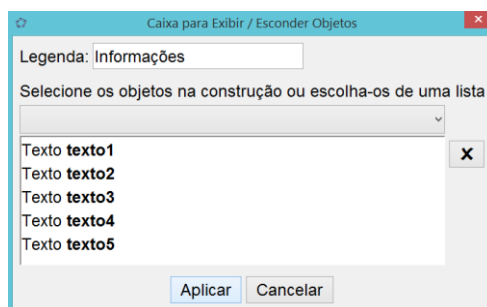 Caixa para Exibir / Esconder Objetos
Legenda: Informações
Selecione os objetos na construção ou escolha-os de uma lista
Texto texto1
Texto texto2
Texto texto3
Texto texto4
Texto texto5
Aplicar Cancelar